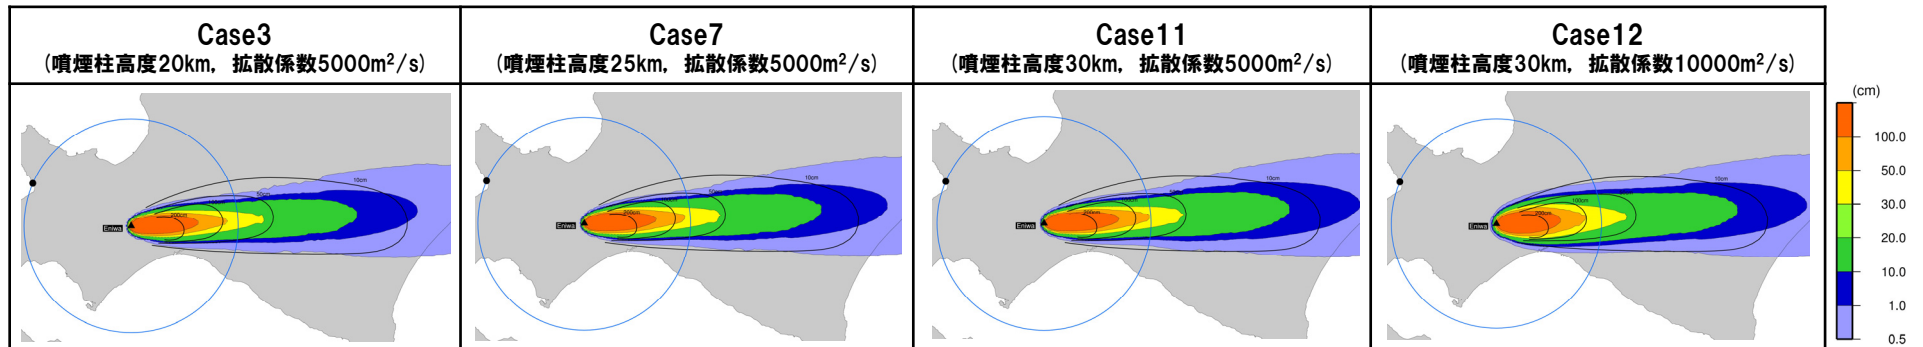 Case3
(噴煙柱高度20km, 拡散係数5000m²/s)
Case7
(噴煙柱高度25km, 拡散係数5000m²/s)
Case11
(噴煙柱高度30km, 拡散係数5000m²/s)
Case12
(噴煙柱高度30km, 拡散係数10000m²/s)
10cm
50cm
200cm
Eniwa
10cm
200cm
Eniwa
10cm
200cm
Eniwa
10cm
100cm
200cm
Eniwa
(cm)
100.0
50.0
30.0
20.0
10.0
1.0
0.5